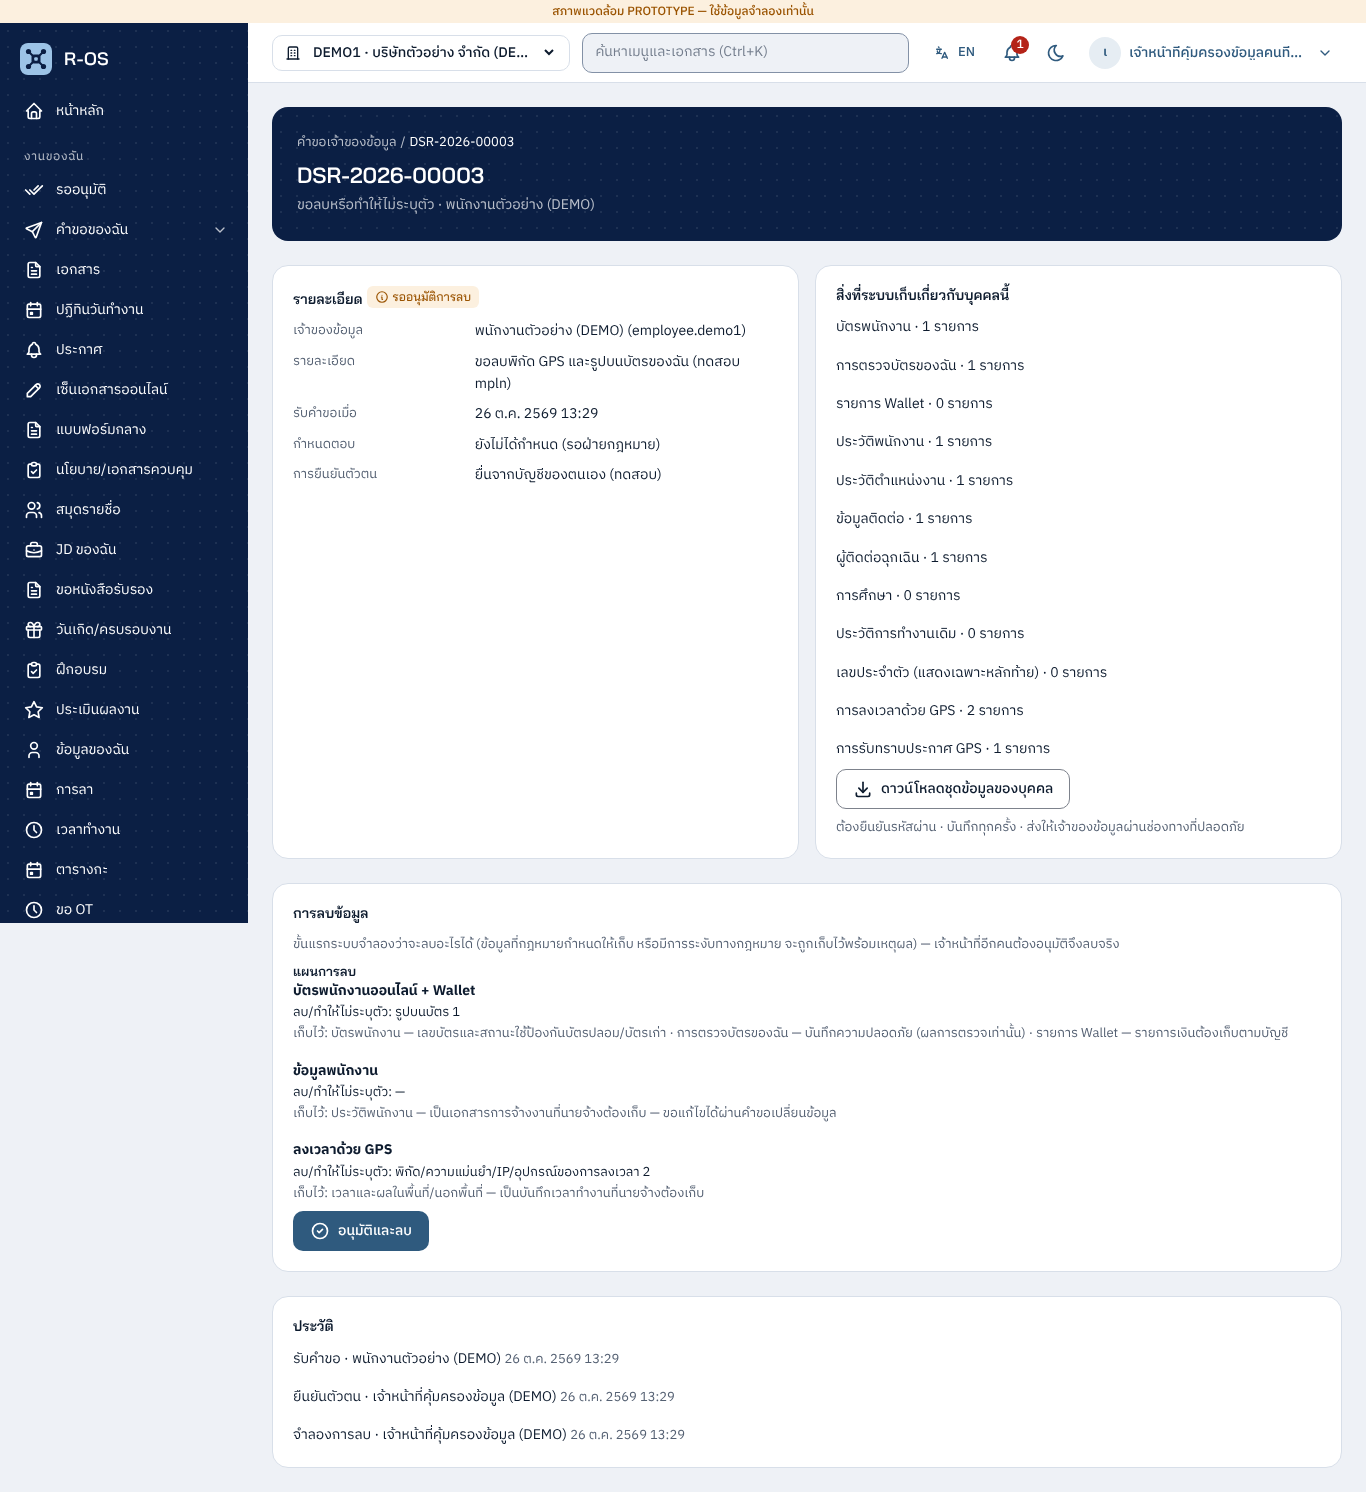 สภาพแวดล้อม PROTOTYPE — ใช้ข้อมูลจำลองเท่านั้น
R-OS
DEMO1 · บริษัทตัวอย่าง จำกัด (DE...
ค้นหาเมนูและเอกสาร (Ctrl+K)
EN
1
เ
เจ้าหน้าที่คุ้มครองข้อมูลคนที่...
หน้าหลัก
งานของฉัน
รออนุมัติ
คำขอของฉัน
เอกสาร
ปฏิทินวันทำงาน
ประกาศ
เซ็นเอกสารออนไลน์
แบบฟอร์มกลาง
นโยบาย/เอกสารควบคุม
สมุดรายชื่อ
JD ของฉัน
ขอหนังสือรับรอง
วันเกิด/ครบรอบงาน
ฝึกอบรม
ประเมินผลงาน
ข้อมูลของฉัน
การลา
เวลาทำงาน
ตารางกะ
ขอ OT
คำขอเจ้าของข้อมูล / DSR-2026-00003
DSR-2026-00003
ขอลบหรือทำให้ไม่ระบุตัว · พนักงานตัวอย่าง (DEMO)
รายละเอียด รออนุมัติการลบ
เจ้าของข้อมูล พนักงานตัวอย่าง (DEMO) (employee.demo1)
รายละเอียด ขอลบพิกัด GPS และรูปบนบัตรของฉัน (ทดสอบ
mpln)
รับคำขอเมื่อ 26 ต.ค. 2569 13:29
กำหนดตอบ ยังไม่ได้กำหนด (รอฝ่ายกฎหมาย)
การยืนยันตัวตน ยื่นจากบัญชีของตนเอง (ทดสอบ)
สิ่งที่ระบบเก็บเกี่ยวกับบุคคลนี้
บัตรพนักงาน · 1 รายการ
การตรวจบัตรของฉัน · 1 รายการ
รายการ Wallet · 0 รายการ
ประวัติพนักงาน · 1 รายการ
ประวัติตำแหน่งงาน · 1 รายการ
ข้อมูลติดต่อ · 1 รายการ
ผู้ติดต่อฉุกเฉิน · 1 รายการ
การศึกษา · 0 รายการ
ประวัติการทำงานเดิม · 0 รายการ
เลขประจำตัว (แสดงเฉพาะหลักท้าย) · 0 รายการ
การลงเวลาด้วย GPS · 2 รายการ
การรับทราบประกาศ GPS · 1 รายการ
ดาวน์โหลดชุดข้อมูลของบุคคล
ต้องยืนยันรหัสผ่าน · บันทึกทุกครั้ง · ส่งให้เจ้าของข้อมูลผ่านช่องทางที่ปลอดภัย
การลบข้อมูล
ขั้นแรกระบบจำลองว่าจะลบอะไรได้ (ข้อมูลที่กฎหมายกำหนดให้เก็บ หรือมีการระงับทางกฎหมาย จะถูกเก็บไว้พร้อมเหตุผล) — เจ้าหน้าที่อีกคนต้องอนุมัติจึงลบจริง
แผนการลบ
บัตรพนักงานออนไลน์ + Wallet
ลบ/ทำให้ไม่ระบุตัว: รูปบนบัตร 1
เก็บไว้: บัตรพนักงาน — เลขบัตรและสถานะใช้ป้องกันบัตรปลอม/บัตรเก่า · การตรวจบัตรของฉัน — บันทึกความปลอดภัย (ผลการตรวจเท่านั้น) · รายการ Wallet — รายการเงินต้องเก็บตามบัญชี
ข้อมูลพนักงาน
ลบ/ทำให้ไม่ระบุตัว: —
เก็บไว้: ประวัติพนักงาน — เป็นเอกสารการจ้างงานที่นายจ้างต้องเก็บ — ขอแก้ไขได้ผ่านคำขอเปลี่ยนข้อมูล
ลงเวลาด้วย GPS
ลบ/ทำให้ไม่ระบุตัว: พิกัด/ความแม่นยำ/IP/อุปกรณ์ของการลงเวลา 2
เก็บไว้: เวลาและผลในพื้นที่/นอกพื้นที่ — เป็นบันทึกเวลาทำงานที่นายจ้างต้องเก็บ
อนุมัติและลบ
ประวัติ
รับคำขอ · พนักงานตัวอย่าง (DEMO) 26 ต.ค. 2569 13:29
ยืนยันตัวตน · เจ้าหน้าที่คุ้มครองข้อมูล (DEMO) 26 ต.ค. 2569 13:29
จำลองการลบ · เจ้าหน้าที่คุ้มครองข้อมูล (DEMO) 26 ต.ค. 2569 13:29